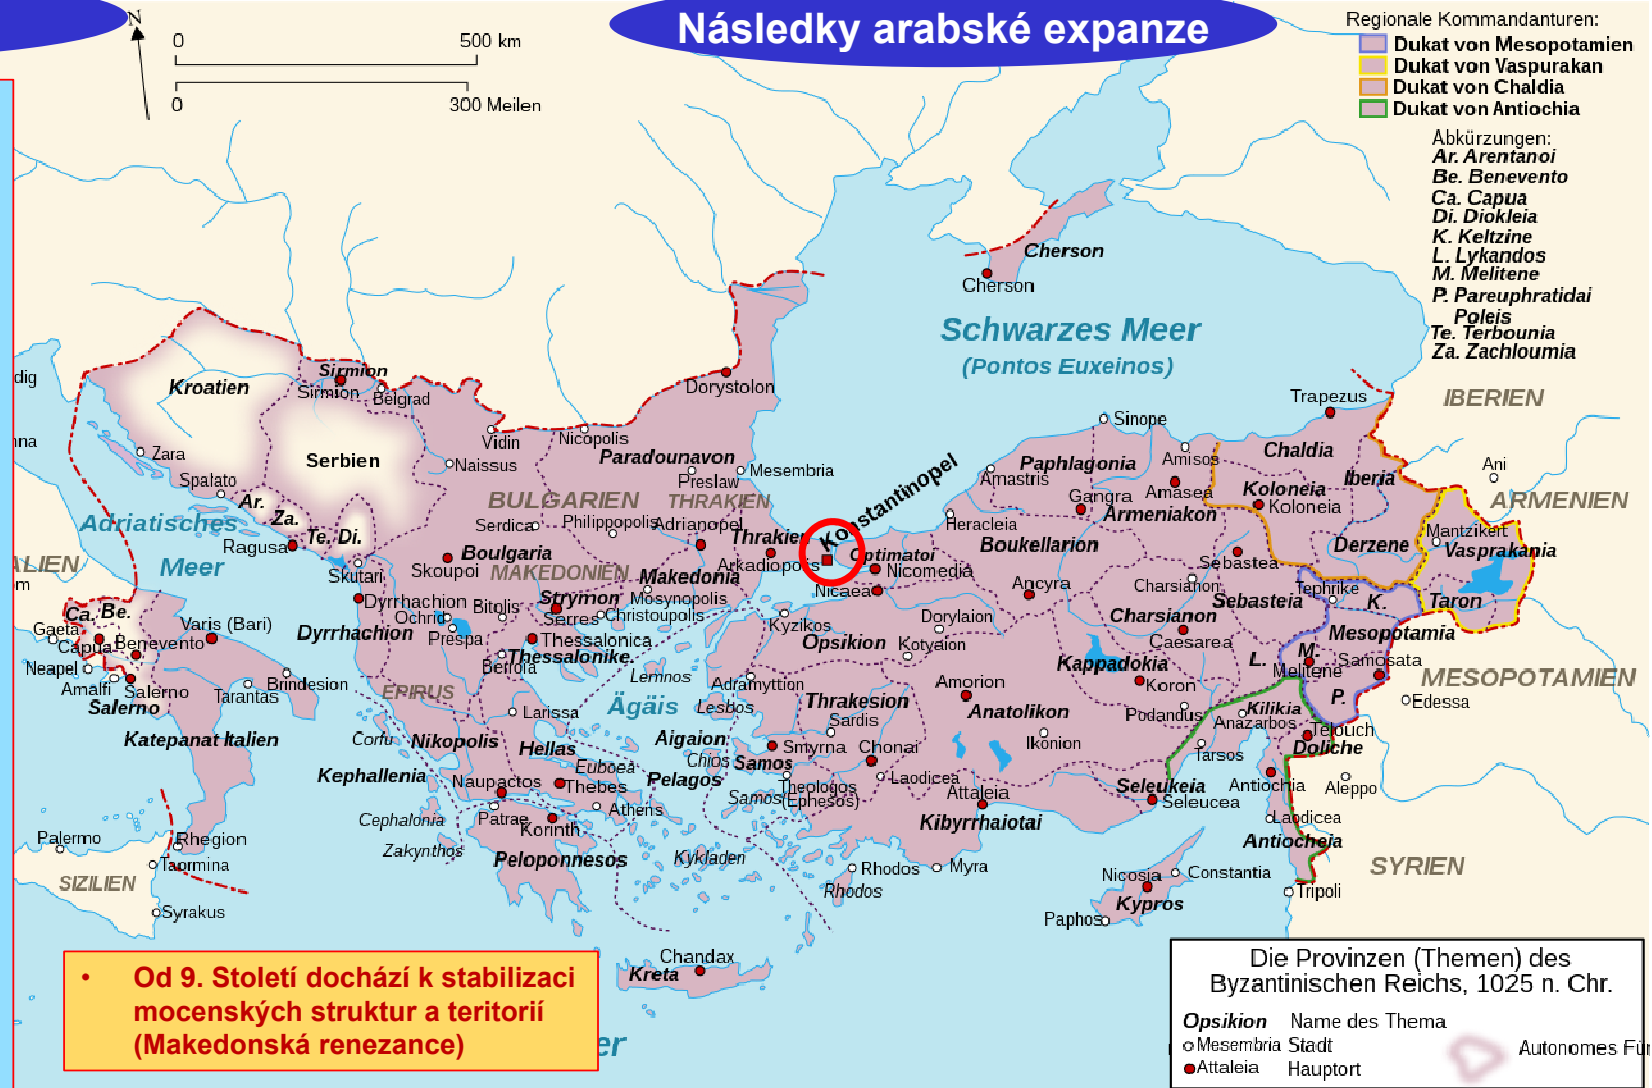 Následky arabské expanze
N
0 500 km
0 300 Meilen
Regionale Kommandanturen:
Dukat von Mesopotamien
Dukat von Vaspurakan
Dukat von Chaldia
Dukat von Antiochia
Abkürzungen:
Ar. Arentanoi
Be. Benevento
Ca. Capua
Di. Diokleia
K. Keltzine
L. Lykandos
M. Melitene
P. Pareuphratidai
Poleis
Te. Terbounia
Za. Zachloumia
Cherson
Cherson
Schwarzes Meer
(Pontos Euxeinos)
IBERIEN
dig
Kroatien
Sirmion
Sirmion
Belgrad
Dorystolon
Trapezus
Sinope
nna
Zara
Serbien
Vidin
Nicopolis
Naissus
Paradounavon
Preslaw
Mesembria
Konstantinopel
Paphlagonia
Amastris
Amisos
Chaldia
Iberia
Ani
ARMENIEN
Spalato
Ar.
Za.
Te.
Di.
BULGARIEN
THRAKIEN
Gangra
Amasea
Armeniakon
Koloneia
Koloneia
Adriatisches
Meer
Serdica
Philippopolis
Adrianopel
Heracleia
Mantzikert
Vasprakania
ALIEN
m
Ragusa
Skutari
Skoupoi
Boulgaria
MAKEDONIEN
Makedonia
Thrakien
Arkadiopolis
Optimatoi
Nicomedia
Nicaea
Boukellarion
Sebastea
Derzene
Ca.
Be.
Gaeta
Capua
Benevento
Varis (Bari)
Dyrrhachion
Dyrrhachion
Ochrid
Bitolis
Prespa
Strymon
Serres
Mosynopolis
Christoupolis
Kyzikos
Dorylaion
Ancyra
Charsianon
Charsianon
Sebasteia
Tephrike
K.
Taron
Neapel
Amalfi
Salerno
Salerno
Tarantas
Brindesion
EPIRUS
Berroia
Thessalonica
Thessalonike
Lemnos
Adramyttion
Opsikion
Kotyaion
Caesarea
Kappadokia
Koron
L.
M.
Melitene
Mesopotamia
Samosata
MESOPOTAMIEN
Edessa
Katepanat Italien
Corfu
Nikopolis
Larissa
Hellas
Ägäis
Lesbos
Aigaion
Pelagos
Chios
Samos
Thrakesion
Sardis
Amorion
Anatolikon
Ikonion
Podandus
P.
Kilikia
Anazarbos
Tarsos
Telouch
Doliche
Kephallenia
Naupactos
Euboea
Thebes
Smyrna
Chonai
Samos
Theologos
(Ephesos)
Laodicea
Attaleia
Seleukeia
Seleucea
Antiochia
Aleppo
Cephalonia
Patrae
Korinth
Athens
Kibyrrhaiotai
Laodicea
Palermo
Rhegion
Taormina
Zakynthos
Peloponnesos
Kykladen
Rhodos
Rhodos
Myra
Antiocheia
SYRIEN
SIZILIEN
Syrakus
Nicosia
Constantia
Kypros
Paphos
Tripoli
Chandax
Kreta
• Od 9. Století dochází k stabilizaci
mocenských struktur a teritorií
(Makedonská renezance)
er
Die Provinzen (Themen) des
Byzantinischen Reichs, 1025 n. Chr.
Opsikion Name des Thema
Mesembria Stadt
Attaleia Hauptort
Autonomes Für